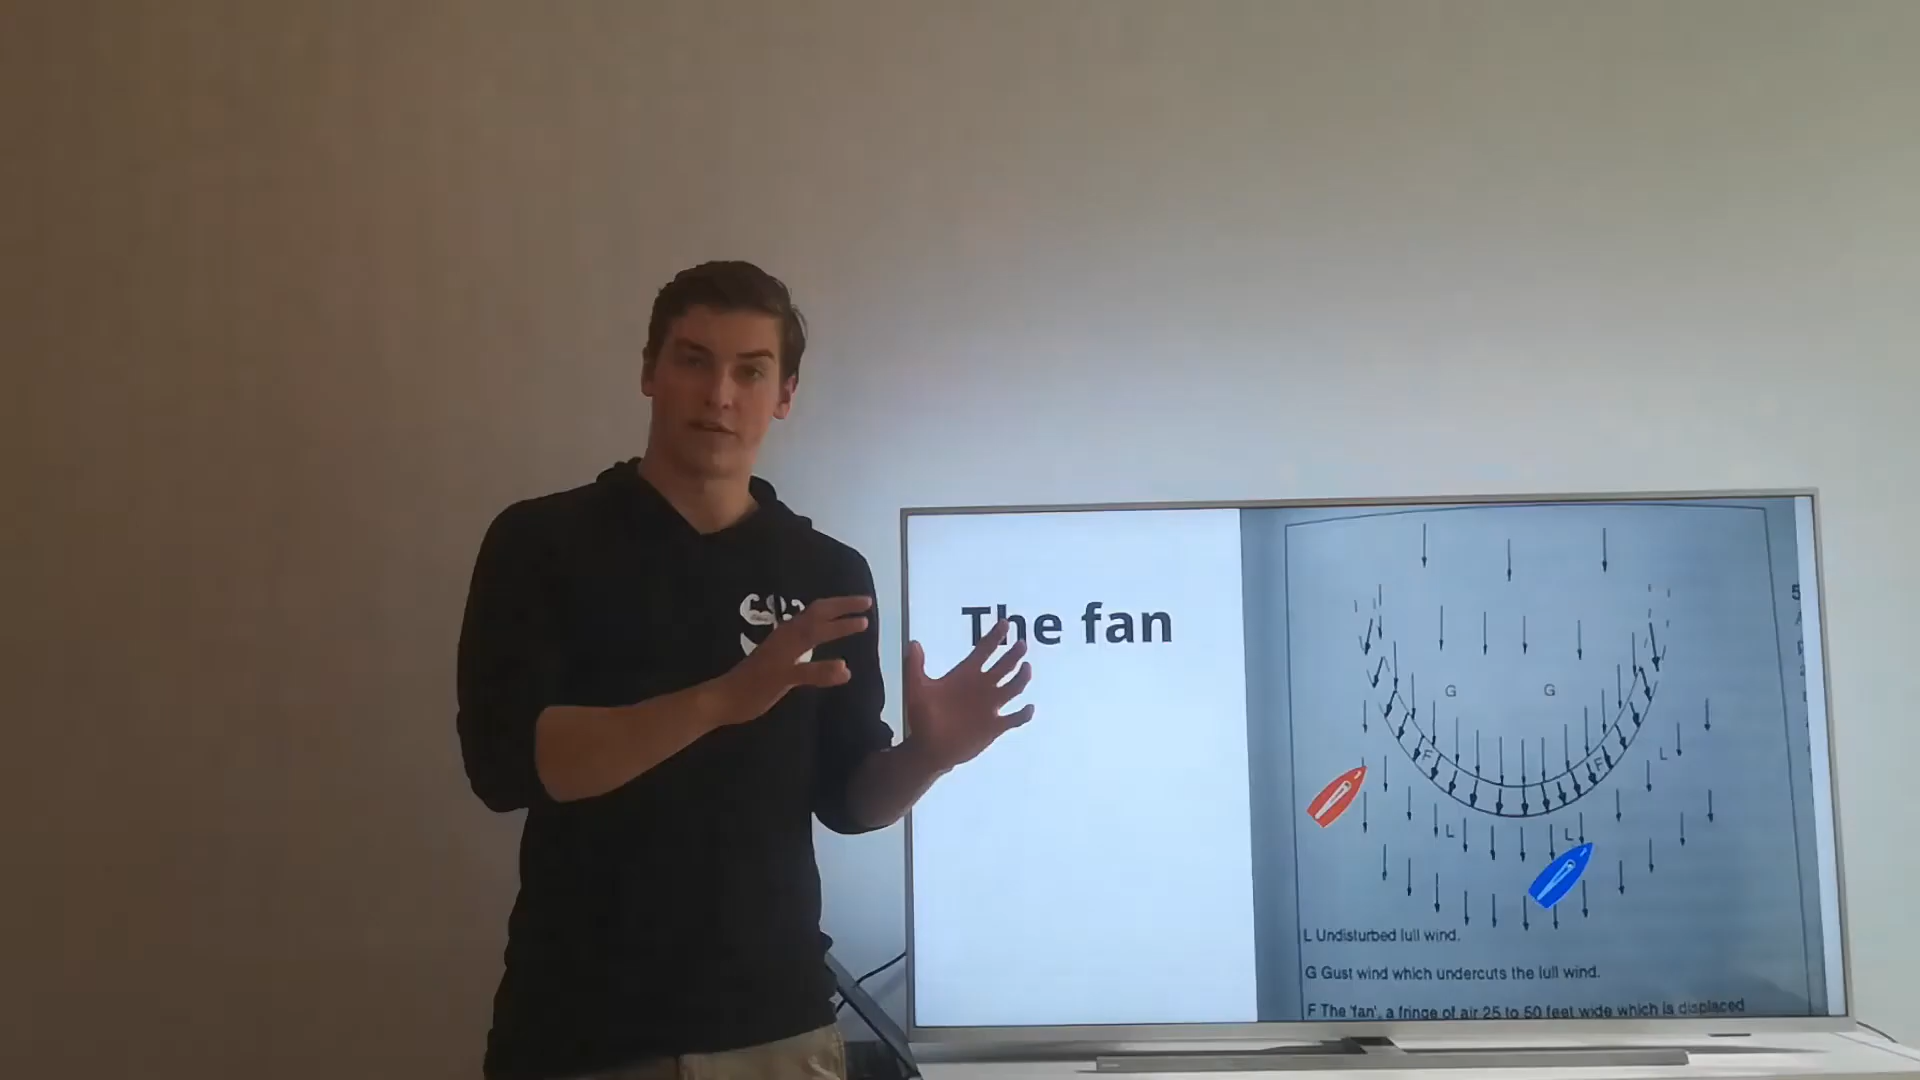 The fan
G G
F F L
L L
L Undisturbed lull wind.
G Gust wind which undercuts the lull wind.
F The 'fan', a fringe of air 25 to 50 feet wide which is displaced